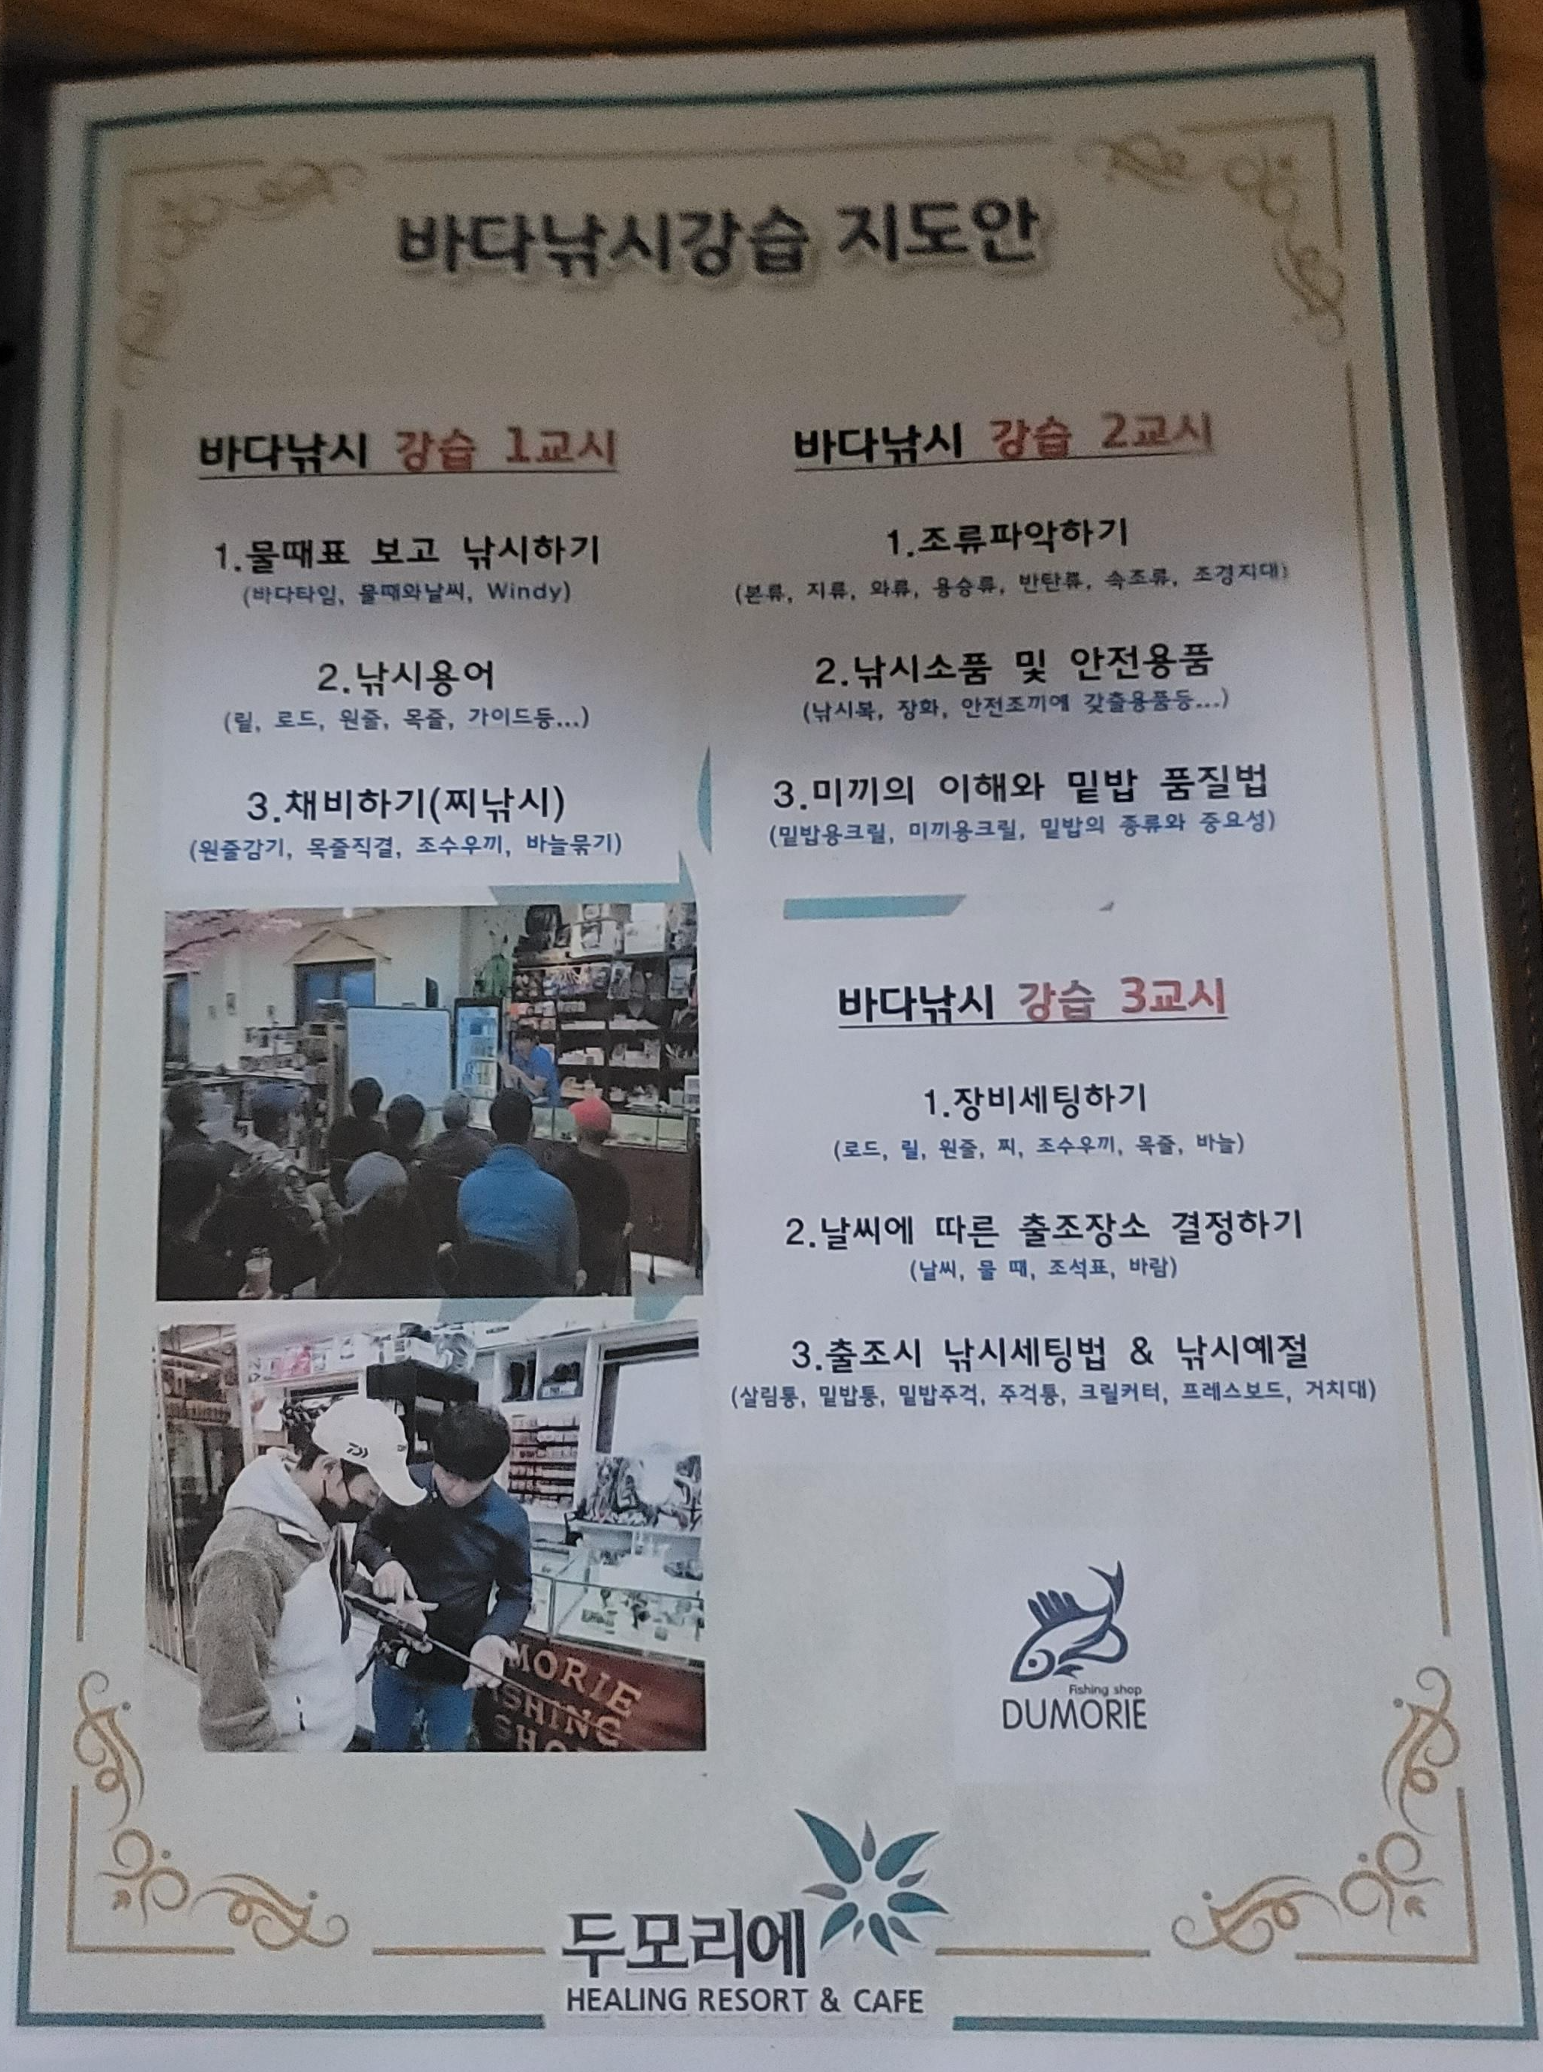 바다낚시강습 지도안
바다낚시 강습 1교시
1.물때표 보고 낚시하기
(바다타임, 물때와날씨, Windy)
2.낚시용어
(릴, 로드, 원줄, 목줄, 가이드등...)
3.채비하기(찌낚시)
(원줄감기, 목줄직결, 조수우끼, 바늘묶기)
바다낚시 강습 2교시
1.조류파악하기
(본류, 지류, 와류, 용승류, 반탄류, 속조류, 조경지대)
2.낚시소품 및 안전용품
(낚시복, 장화, 안전조끼에 갖출용품등...)
3.미끼의 이해와 밑밥 품질법
(밑밥용크릴, 미끼용크릴, 밑밥의 종류와 중요성)
바다낚시 강습 3교시
1.장비세팅하기
(로드, 릴, 원줄, 찌, 조수우끼, 목줄, 바늘)
2.날씨에 따른 출조장소 결정하기
(날씨, 물 때, 조석표, 바람)
3.출조시 낚시세팅법 & 낚시예절
(살림통, 밑밥통, 밑밥주걱, 주걱통, 크릴커터, 프레스보드, 거치대)
MORIE
SHING
SHO
Fishing shop
DUMORIE
두모리에
HEALING RESORT & CAFE